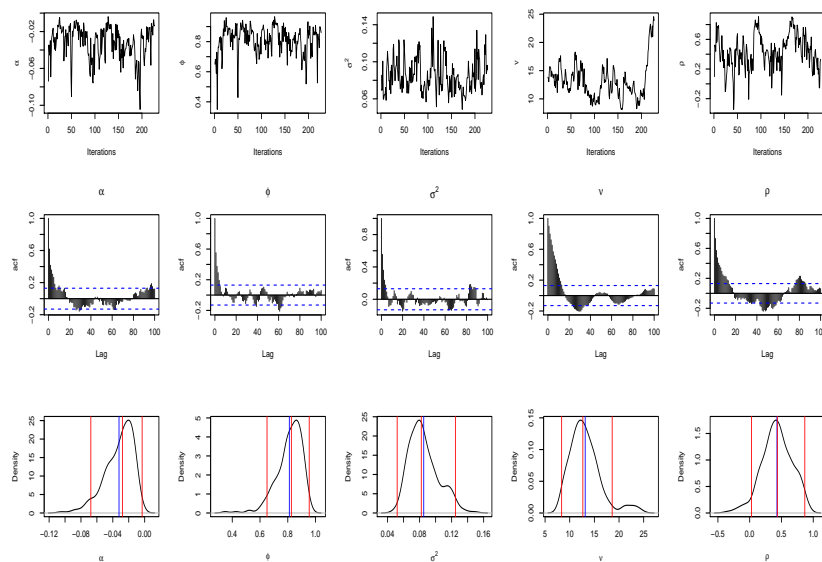 −0.10 −0.06 −0.02
α
0 50 100 150 200
Iterations
0.4 0.6 0.8
ϕ
0 50 100 150 200
Iterations
0.06 0.10 0.14
σ2
0 50 100 150 200
Iterations
10 15 20 25
ν
0 50 100 150 200
Iterations
−0.2 0.2 0.6
ρ
0 50 100 150 200
Iterations
α
ϕ
σ2
ν
ρ
−0.2 0.2 0.6 1.0
acf
0 20 40 60 80 100
Lag
−0.2 0.2 0.6 1.0
acf
0 20 40 60 80 100
Lag
−0.2 0.2 0.6 1.0
acf
0 20 40 60 80 100
Lag
−0.2 0.2 0.6 1.0
acf
0 20 40 60 80 100
Lag
−0.2 0.2 0.6 1.0
acf
0 20 40 60 80 100
Lag
0 5 10 15 20 25
Density
−0.12 −0.08 −0.04 0.00
α
0 1 2 3 4 5
Density
0.4 0.6 0.8 1.0
ϕ
0 5 10 15 20 25
Density
0.04 0.08 0.12 0.16
σ2
0.00 0.05 0.10 0.15
Density
5 10 15 20 25
ν
0.0 0.5 1.0 1.5
Density
−0.5 0.0 0.5 1.0
ρ